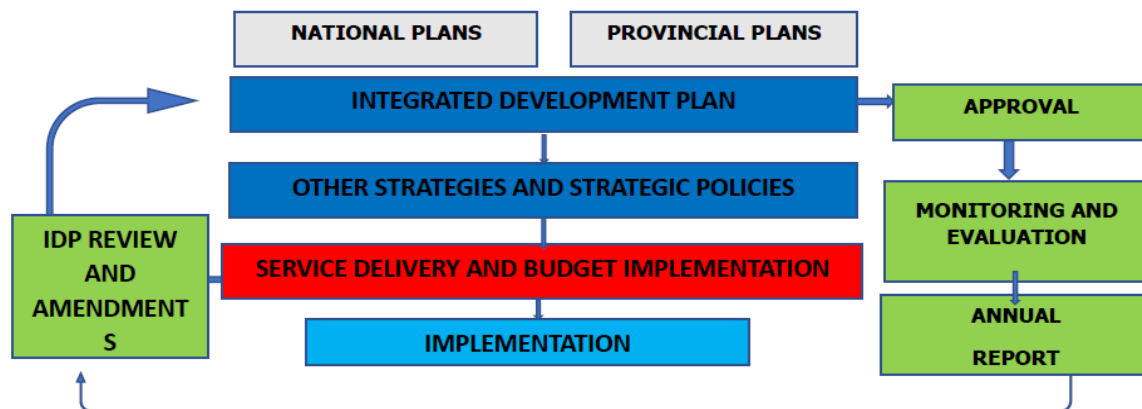 NATIONAL PLANS
PROVINCIAL PLANS
INTEGRATED DEVELOPMENT PLAN
APPROVAL
OTHER STRATEGIES AND STRATEGIC POLICIES
MONITORING AND
EVALUATION
IDP REVIEW
AND
AMENDMENT
S
SERVICE DELIVERY AND BUDGET IMPLEMENTATION
IMPLEMENTATION
ANNUAL
REPORT